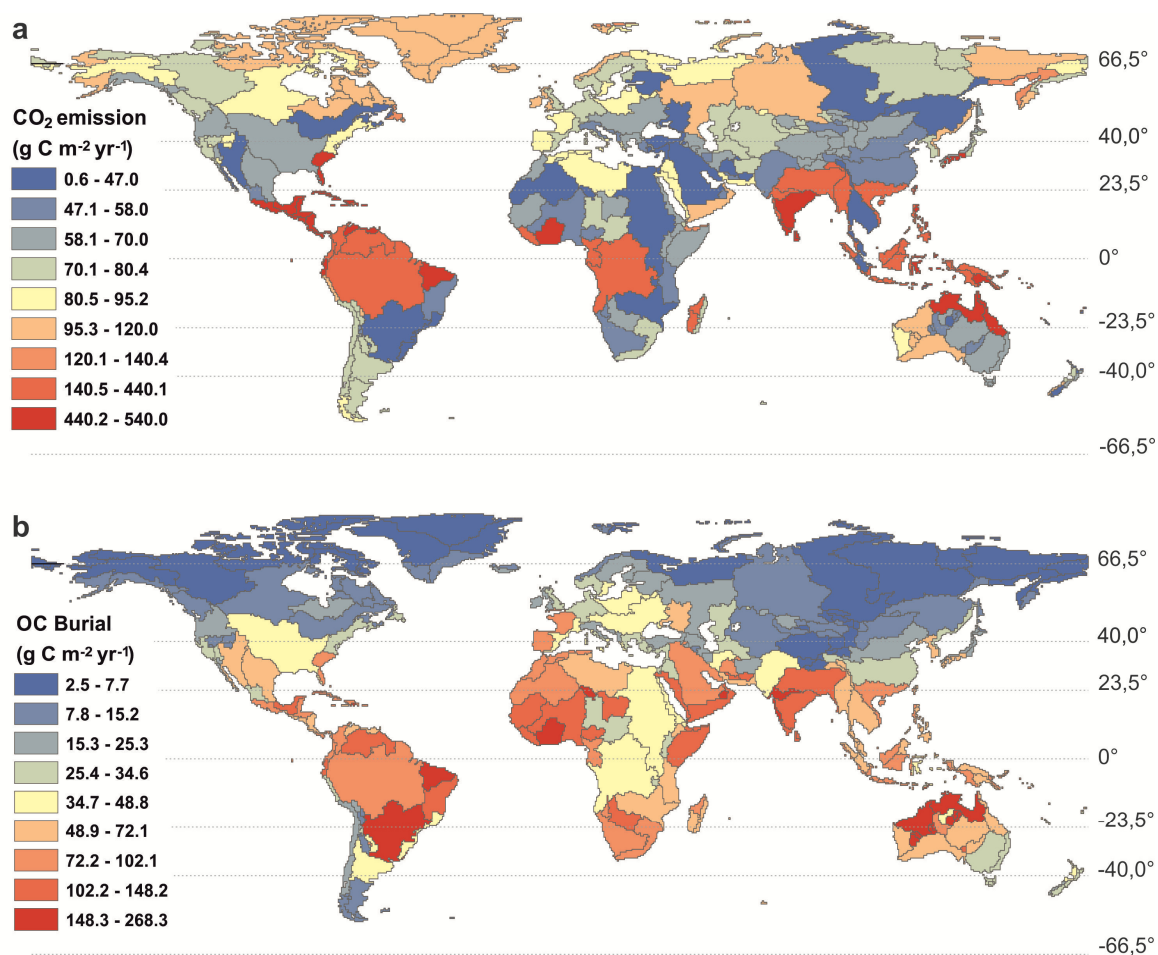 a
66,5°
CO₂ emission
(g C m⁻² yr⁻¹)
40,0°
0.6 - 47.0
23,5°
47.1 - 58.0
58.1 - 70.0
0°
70.1 - 80.4
80.5 - 95.2
95.3 - 120.0
-23,5°
120.1 - 140.4
140.5 - 440.1
-40,0°
440.2 - 540.0
-66,5°
b
66,5°
OC Burial
(g C m⁻² yr⁻¹)
40,0°
2.5 - 7.7
23,5°
7.8 - 15.2
15.3 - 25.3
25.4 - 34.6
0°
34.7 - 48.8
48.9 - 72.1
-23,5°
72.2 - 102.1
102.2 - 148.2
-40,0°
148.3 - 268.3
-66,5°